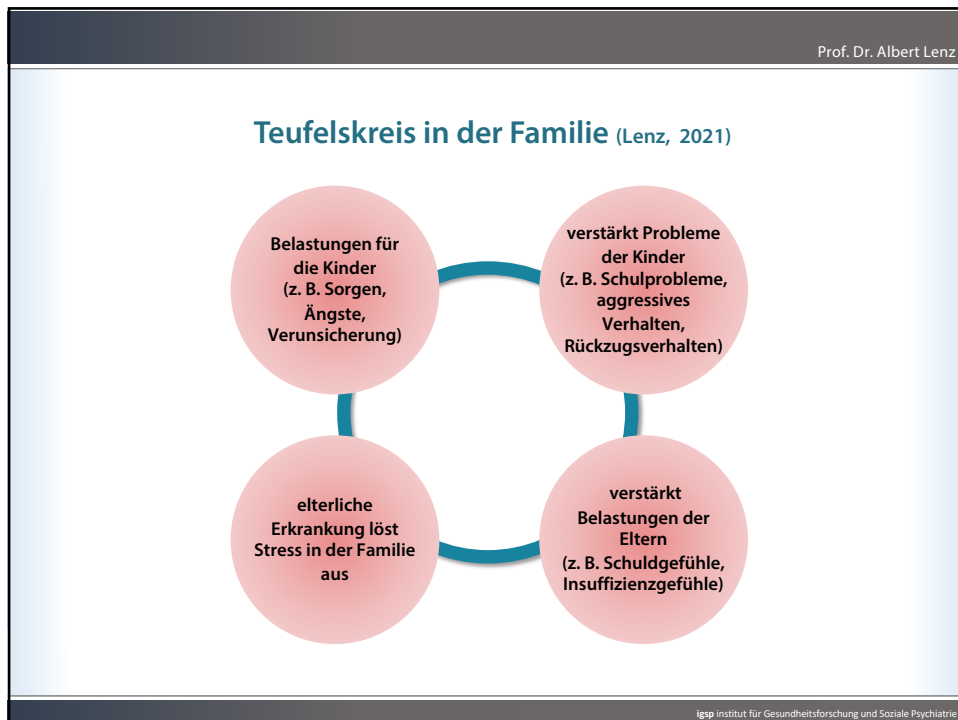 Prof. Dr. Albert Lenz
Teufelskreis in der Familie (Lenz, 2021)
Belastungen für
die Kinder
(z. B. Sorgen,
Ängste,
Verunsicherung)
verstärkt Probleme
der Kinder
(z. B. Schulprobleme,
aggressives
Verhalten,
Rückzugsverhalten)
elterliche
Erkrankung löst
Stress in der Familie
aus
verstärkt
Belastungen der
Eltern
(z. B. Schuldgefühle,
Insuffizienzgefühle)
igsp institut für Gesundheitsforschung und Soziale Psychiatrie